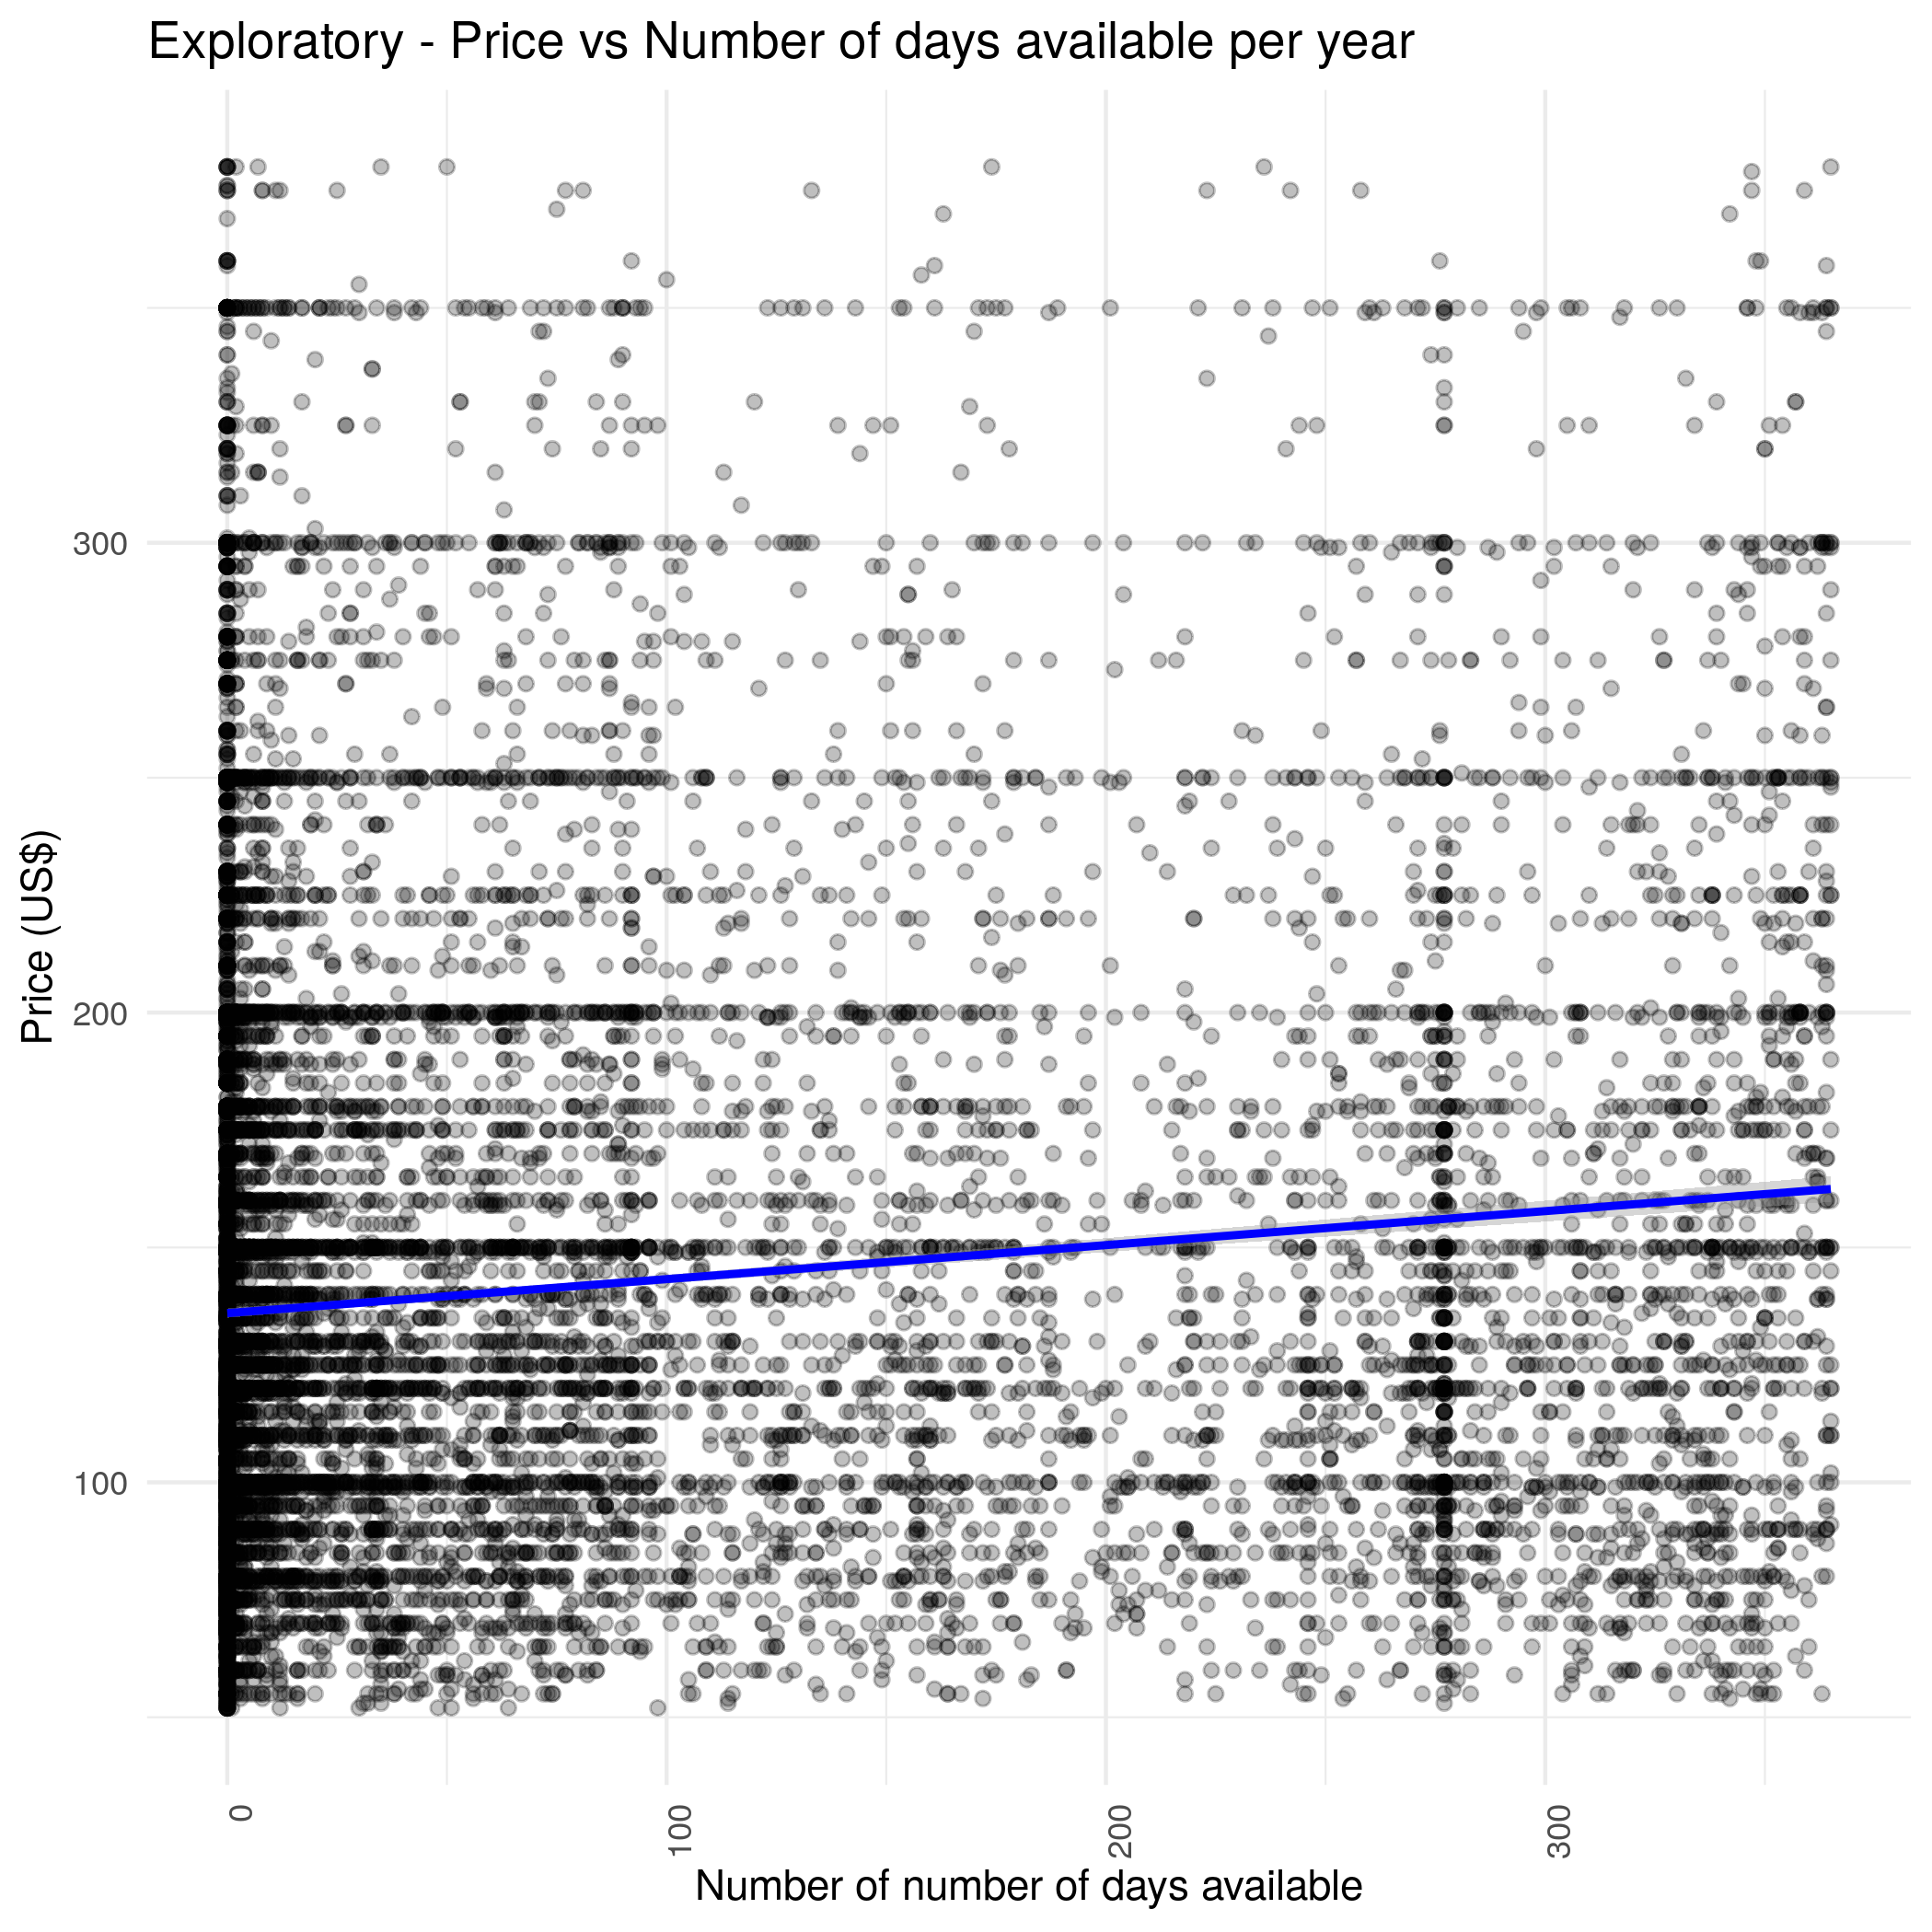 Exploratory - Price vs Number of days available per year
Price (US$)
300
200
100
0
100
200
300
Number of number of days available